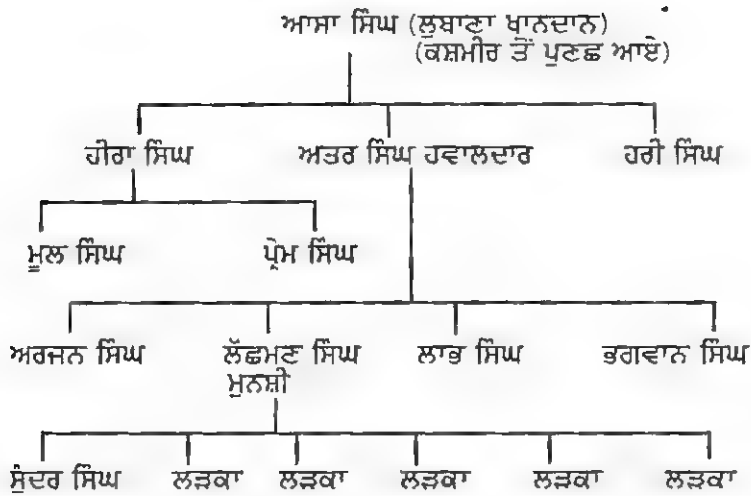 ਆਸਾ ਸਿੰਘ (ਲੁਬਾਣਾ ਖਾਨਦਾਨ)
(ਕਸ਼ਮੀਰ ਤੋਂ ਪੁਣਛ ਆਏ)
ਹੀਰਾ ਸਿੰਘ ਅਤਰ ਸਿੰਘ ਹਵਾਲਦਾਰ ਹਰੀ ਸਿੰਘ
ਮੂਲ ਸਿੰਘ ਪ੍ਰੇਮ ਸਿੰਘ
ਅਰਜਨ ਸਿੰਘ ਲੱਛਮਣ ਸਿੰਘ ਲਾਭ ਸਿੰਘ ਭਗਵਾਨ ਸਿੰਘ
ਮੁਨਸ਼ੀ
ਸੁੰਦਰ ਸਿੰਘ ਲੜਕਾ ਲੜਕਾ ਲੜਕਾ ਲੜਕਾ ਲੜਕਾ